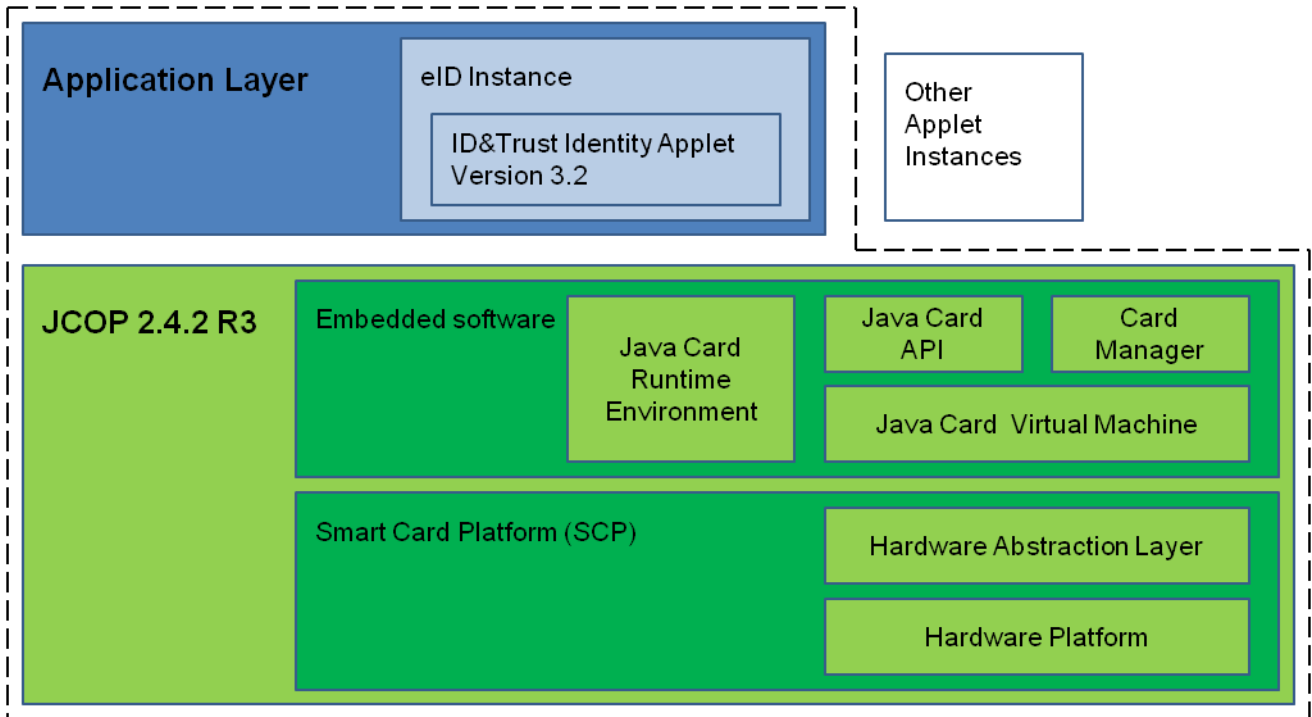 Application Layer
eID Instance
ID&Trust Identity Applet
Version 3.2
Other
Applet
Instances
JCOP 2.4.2 R3
Embedded software
Java Card
Runtime
Environment
Java Card
API
Card
Manager
Java Card Virtual Machine
Smart Card Platform (SCP)
Hardware Abstraction Layer
Hardware Platform